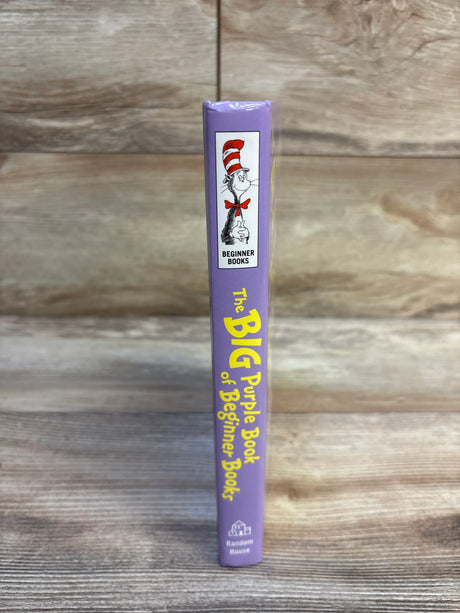 BEGINNER
BOOKS
The BIG Purple Book
of Beginner Books
Random
House